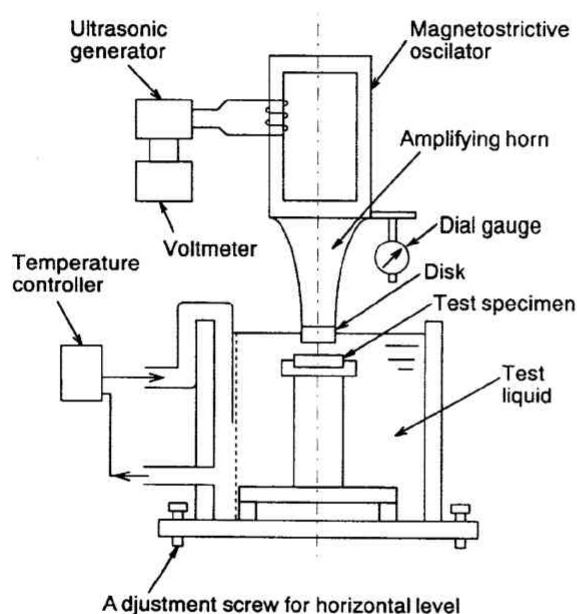 Ultrasonic
generator
Magnetostrictive
oscilator
Amplifying horn
Voltmeter
Dial gauge
Temperature
controller
Disk
Test specimen
Test
liquid
A djustment screw for horizontal level